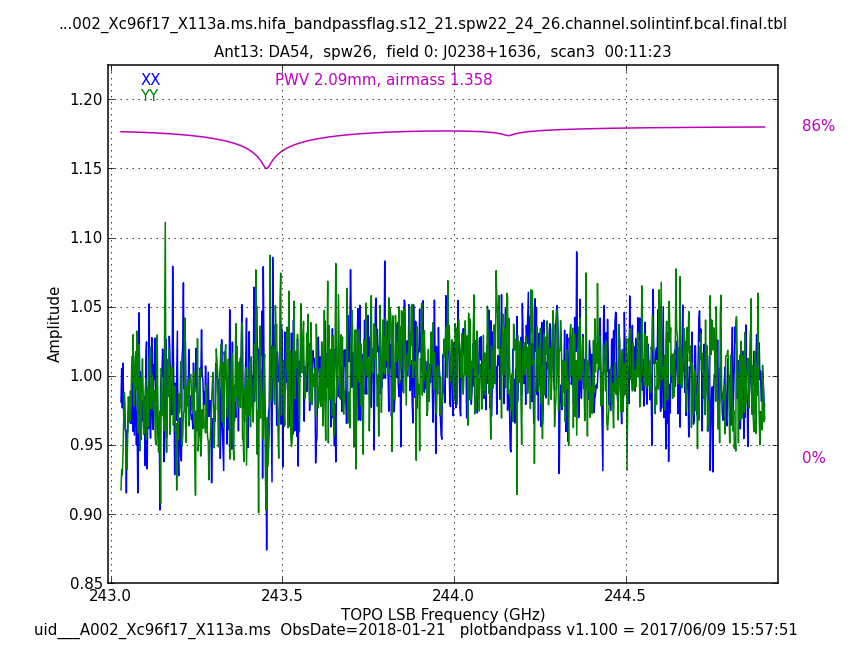 ...002_Xc96f17_X113a.ms.hifa_bandpassflag.s12_21.spw22_24_26.channel.solintinf.bcal.final.tbl
Ant13: DA54,  spw26,  field 0: J0238+1636,  scan3  00:11:23
XX
PWV 2.09mm, airmass 1.358
YY
1.20
86%
1.15
1.10
1.05
Amplitude
1.00
0.95
0%
0.90
0.85
243.0 243.5 244.0 244.5
TOPO LSB Frequency (GHz)
uid___A002_Xc96f17_X113a.ms  ObsDate=2018-01-21   plotbandpass v1.100 = 2017/06/09 15:57:51